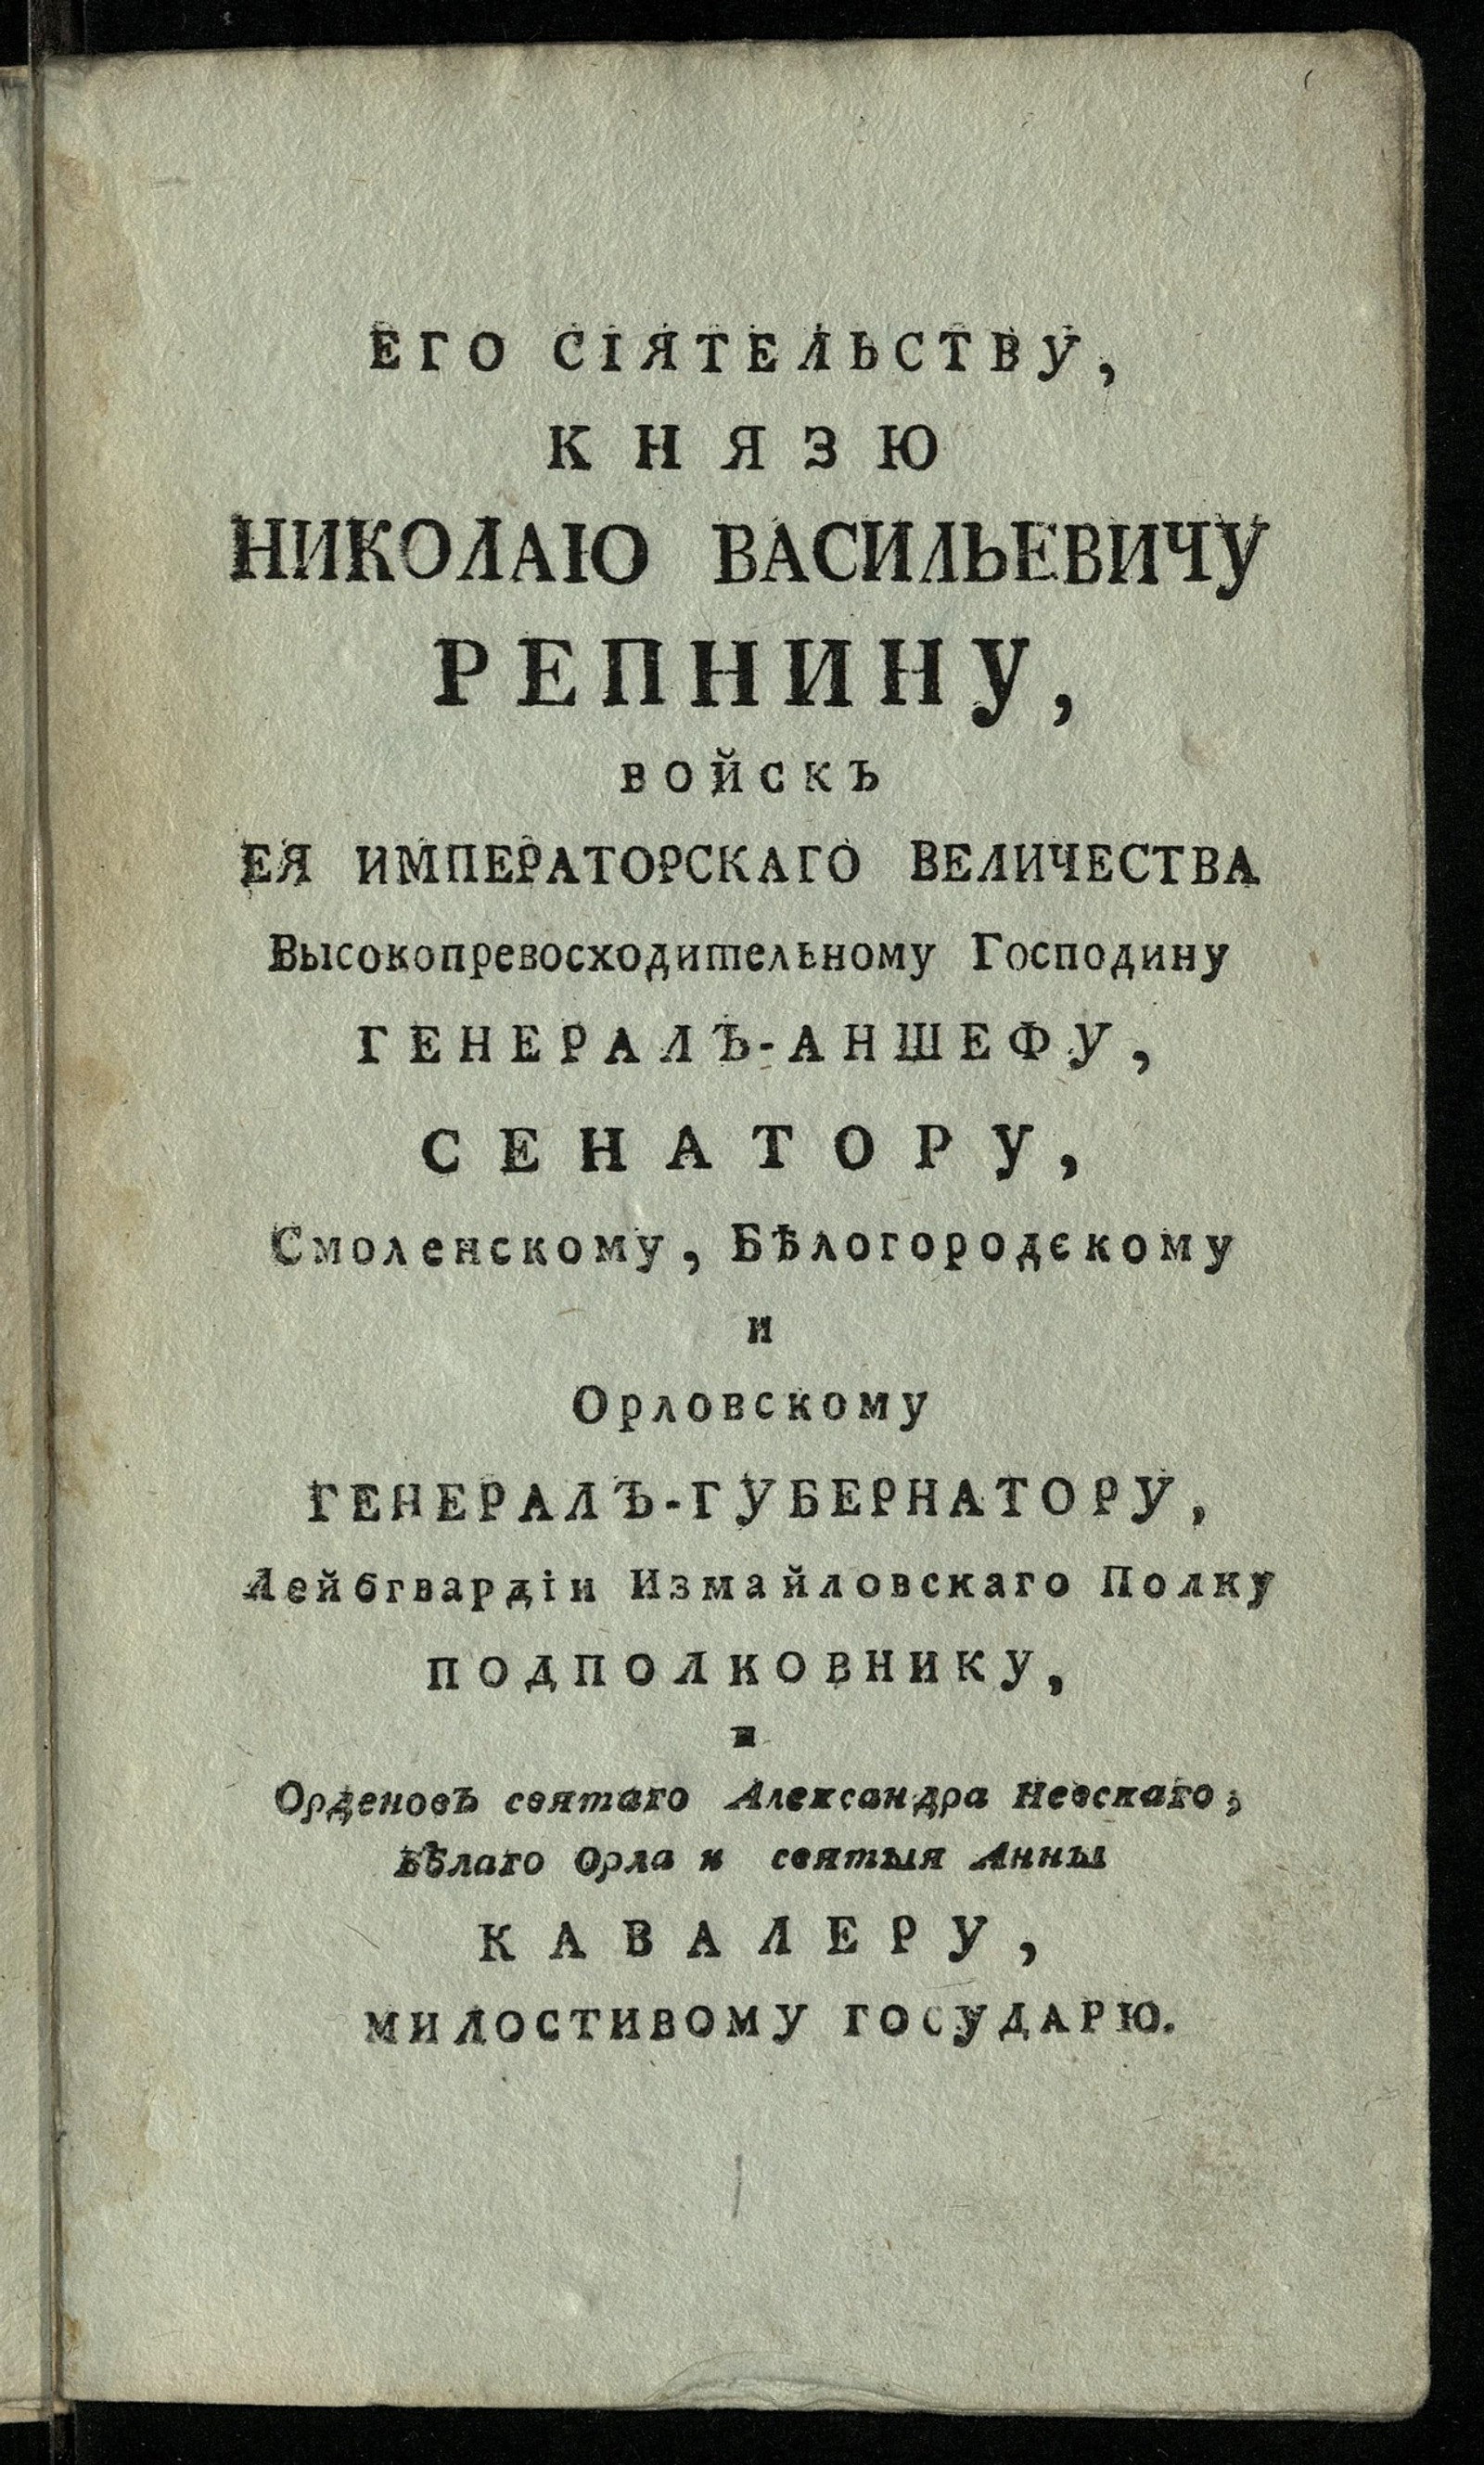 ЕГО СІЯТЕЛЬСТВУ,
КНЯЗЮ
НИКОЛАЮ ВАСИЛЬЕВИЧУ
РЕПНИНУ,
войскъ
ЕЯ ИМПЕРАТОРСКАГО ВЕЛИЧЕСТВА
Высокопревосходительному Господину
ГЕНЕРАЛЪ-АНШЕФУ,
СЕНАТОРУ,
Смоленскому, Бѣлогородскому
и
Орловскому
ГЕНЕРАЛЪ-ГУБЕРНАТОРУ,
Лейбгвардіи Измайловскаго Полку
ПОДПОЛКОВНИКУ,
и
Орденовъ святаго Александра Невскаго,
Бѣлаго Орла и святыя Анны
КАВАЛЕРУ,
МИЛОСТИВОМУ ГОСУДАРЮ.